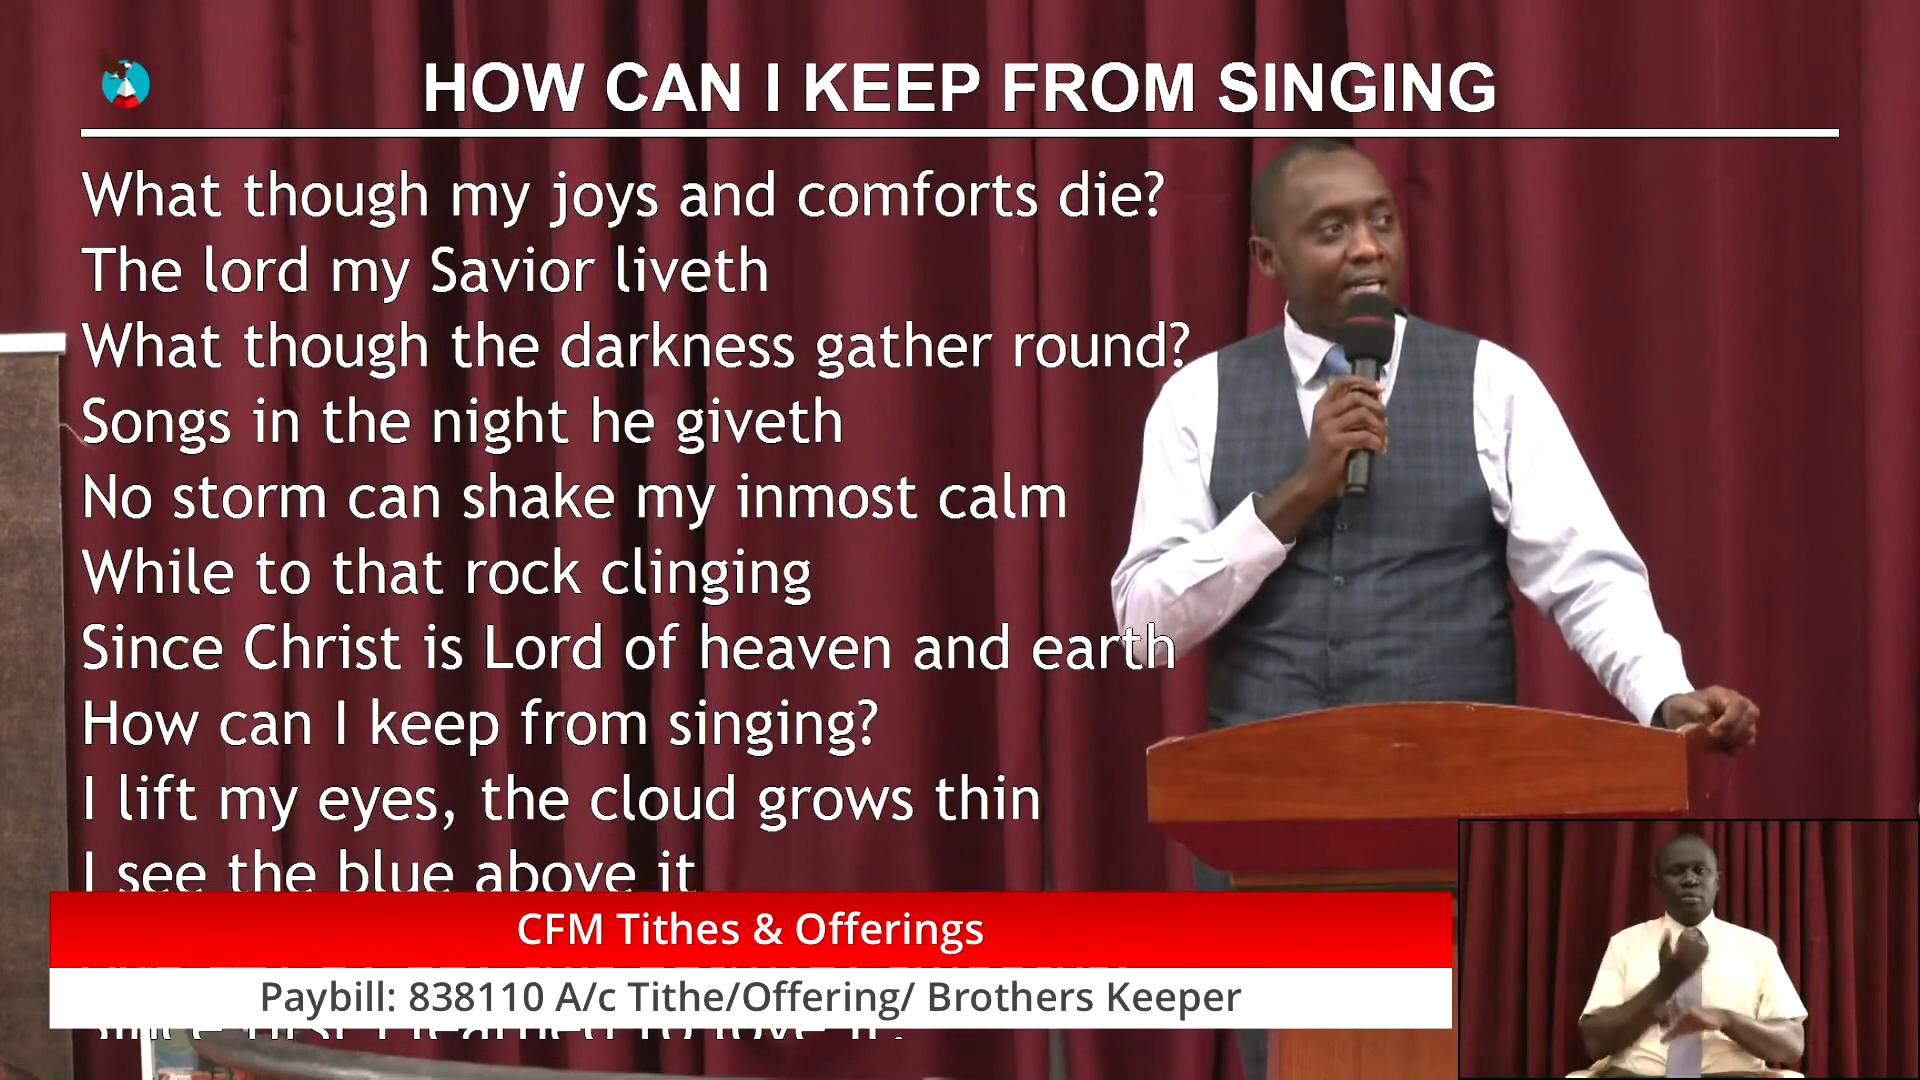 HOW CAN I KEEP FROM SINGING
What though my joys and comforts die?
The lord my Savior liveth
What though the darkness gather round?
Songs in the night he giveth
No storm can shake my inmost calm
While to that rock clinging
Since Christ is Lord of heaven and earth
How can I keep from singing?
I lift my eyes, the cloud grows thin
I see the blue above it
CFM Tithes & Offerings
Paybill: 838110 A/c Tithe/Offering/ Brothers Keeper